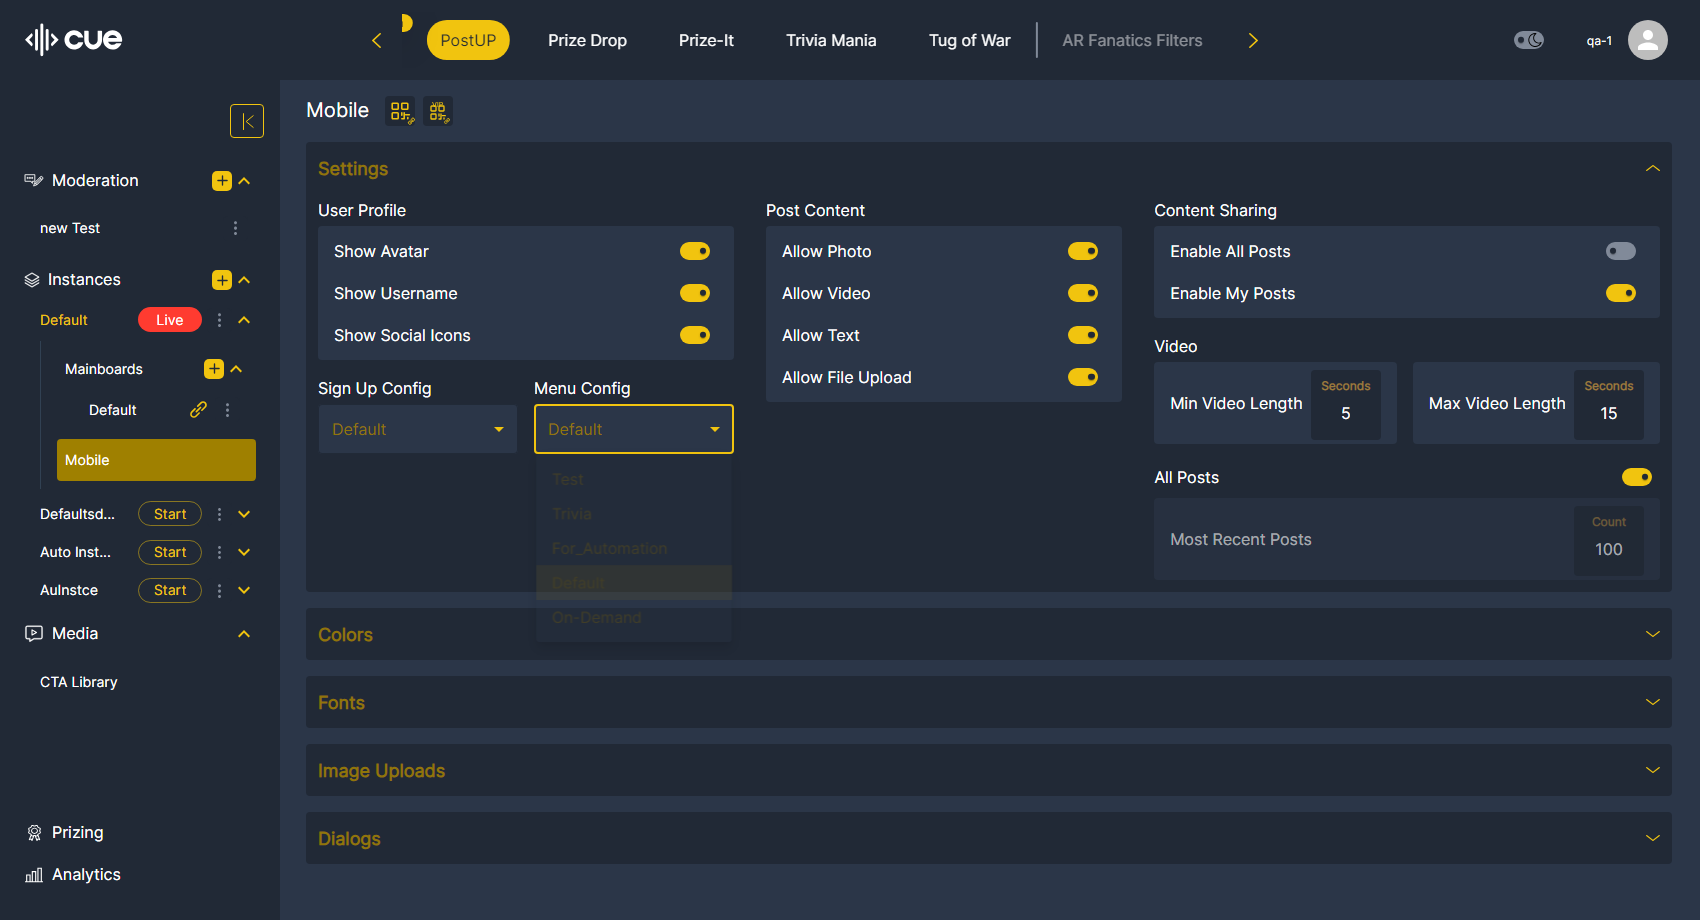 cue
PostUP
Prize Drop
Prize-It
Trivia Mania
Tug of War
AR Fanatics Filters
qa-1
Moderation
new Test
Instances
Default
Live
Mainboards
Default
Mobile
Defaultsd...
Start
Auto Inst...
Start
AuInstce
Start
Media
CTA Library
Prizing
Analytics
Mobile
VIP
Settings
User Profile
Show Avatar
Show Username
Show Social Icons
Sign Up Config
Default
Menu Config
Default
Test
Trivia
For_Automation
Default
On-Demand
Post Content
Allow Photo
Allow Video
Allow Text
Allow File Upload
Content Sharing
Enable All Posts
Enable My Posts
Video
Min Video Length
Seconds
5
Max Video Length
Seconds
15
All Posts
Most Recent Posts
Count
100
Colors
Fonts
Image Uploads
Dialogs